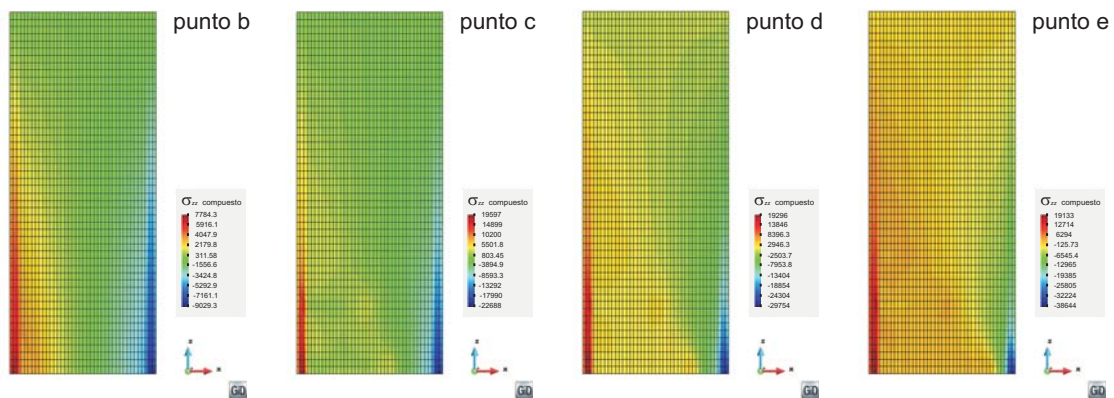 punto b
σzz compuesto
7784.3
5916.1
4047.9
2179.8
311.58
-1556.6
-3424.8
-5292.9
-7161.1
-9029.3
z
x
GiD
punto c
σzz compuesto
19597
14899
10200
5501.8
803.45
-3894.9
-8593.3
-13292
-17990
-22688
z
x
GiD
punto d
σzz compuesto
19296
13846
8396.3
2946.3
-2503.7
-7953.8
-13404
-18854
-24304
-29754
z
x
GiD
punto e
σzz compuesto
19133
12714
6294
-125.73
-6545.4
-12965
-19385
-25805
-32224
-38644
z
x
GiD